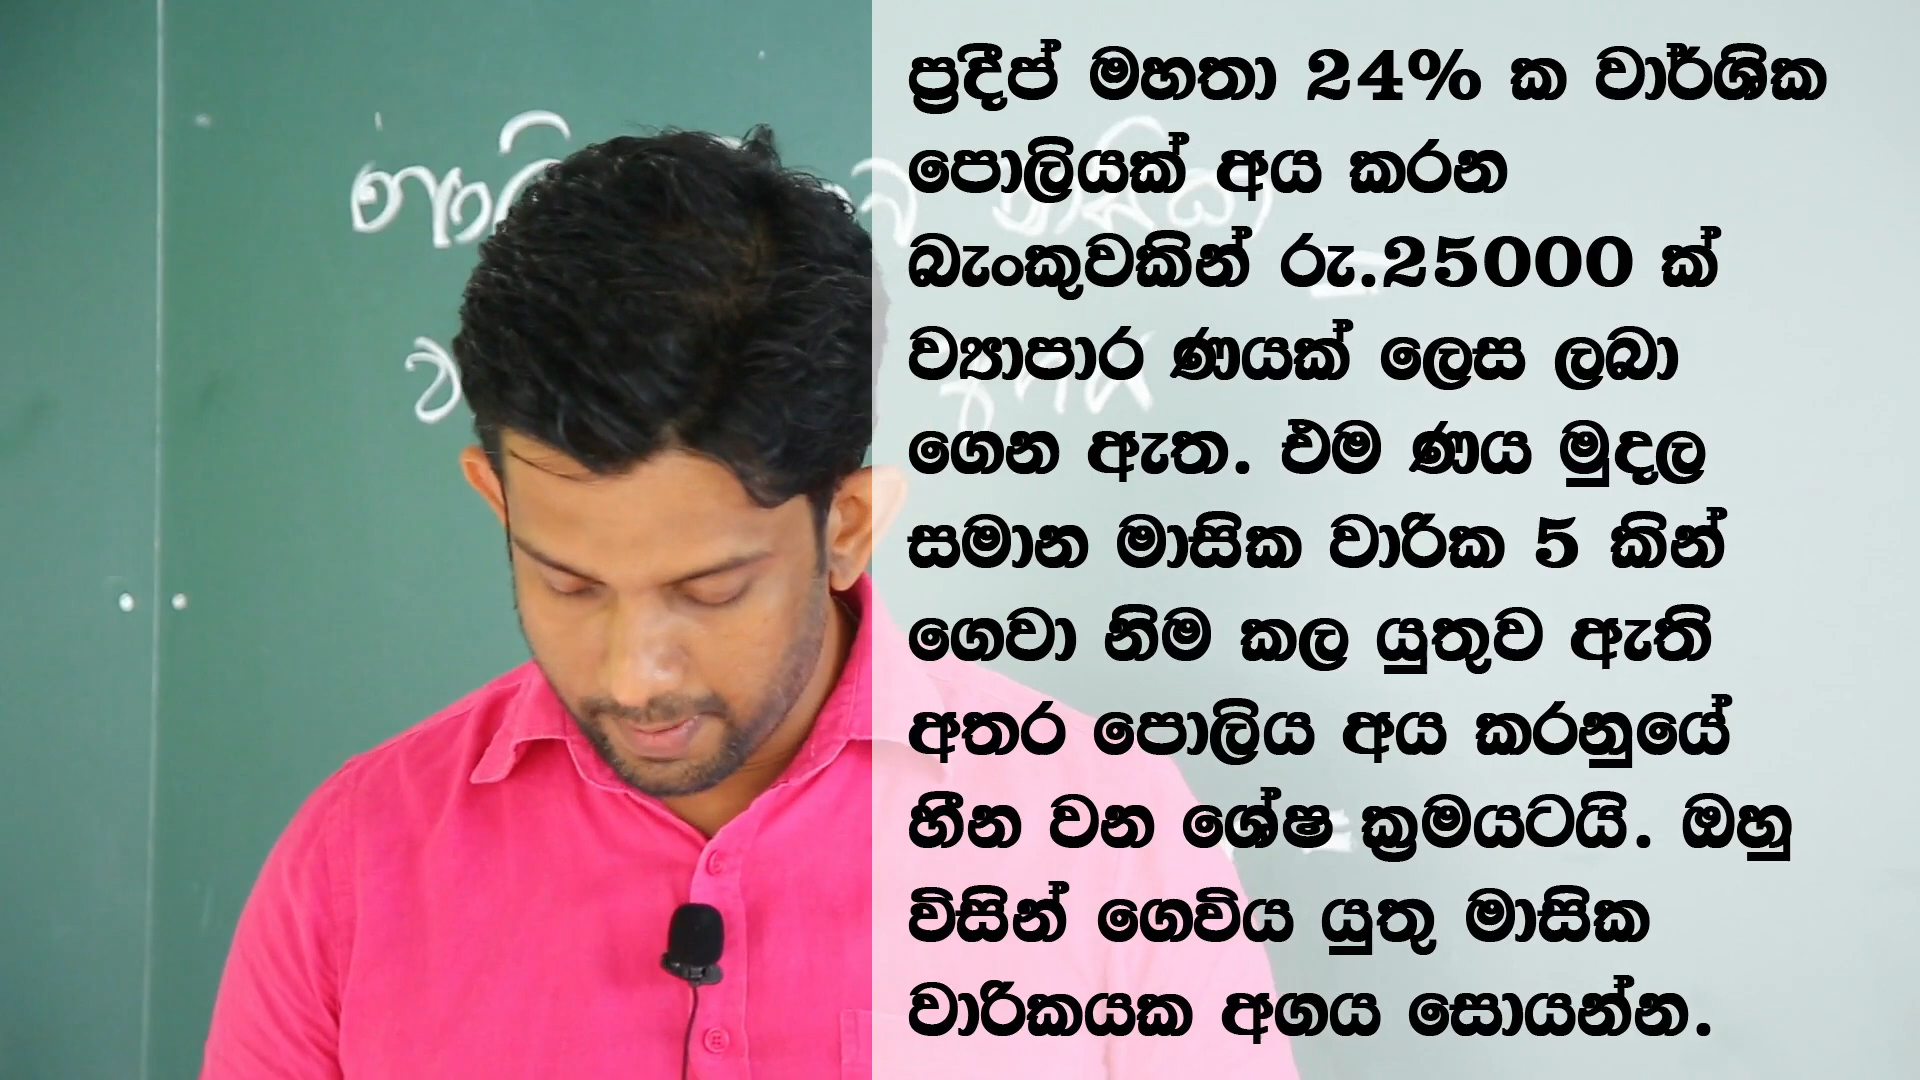 ප්‍රදීප් මහතා 24% ක වාර්ශික
පොලියක් අය කරන
බැංකුවකින් රු.25000 ක්
ව්‍යාපාර ණයක් ලෙස ලබා
ගෙන ඇත. එම ණය මුදල
සමාන මාසික වාරික 5 කින්
ගෙවා නිම කල යුතුව ඇති
අතර පොලිය අය කරනුයේ
හීන වන ශේෂ ක්‍රමයටයි. ඔහු
විසින් ගෙවිය යුතු මාසික
වාරිකයක අගය සොයන්න.